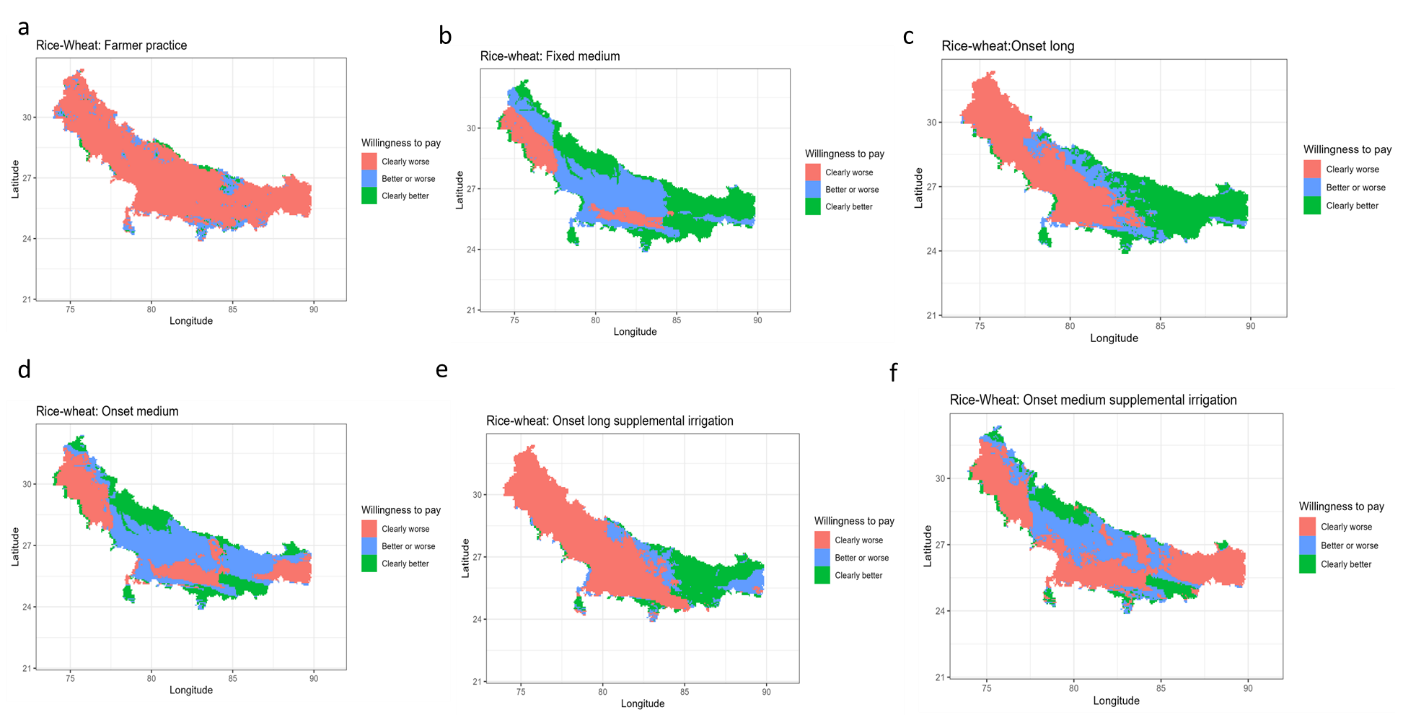 a
Rice-Wheat: Farmer practice
Latitude
30
27
24
21
75
80
85
90
Longitude
Willingness to pay
Clearly worse
Better or worse
Clearly better
b
Rice-wheat: Fixed medium
Latitude
30
27
24
21
75
80
85
90
Longitude
Willingness to pay
Clearly worse
Better or worse
Clearly better
c
Rice-wheat:Onset long
Latitude
30
27
24
21
75
80
85
90
Longitude
Willingness to pay
Clearly worse
Better or worse
Clearly better
d
Rice-wheat: Onset medium
Latitude
30
27
24
21
75
80
85
90
Longitude
Willingness to pay
Clearly worse
Better or worse
Clearly better
e
Rice-wheat: Onset long supplemental irrigation
Latitude
30
27
24
21
75
80
85
90
Longitude
Willingness to pay
Clearly worse
Better or worse
Clearly better
f
Rice-Wheat: Onset medium supplemental irrigation
Latitude
30
27
24
21
75
80
85
90
Longitude
Willingness to pay
Clearly worse
Better or worse
Clearly better